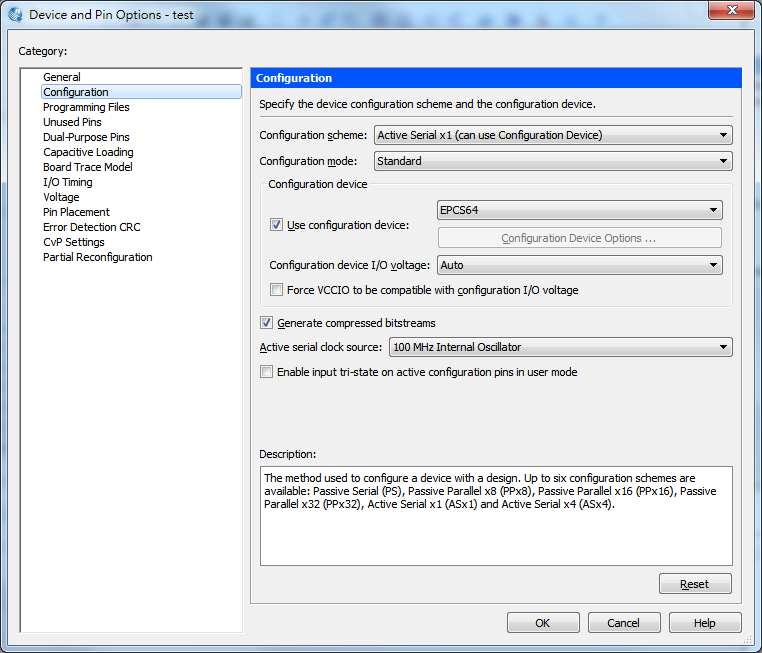 Device and Pin Options - test
Category:
General
Configuration
Programming Files
Unused Pins
Dual-Purpose Pins
Capacitive Loading
Board Trace Model
I/O Timing
Voltage
Pin Placement
Error Detection CRC
CvP Settings
Partial Reconfiguration
Configuration
Specify the device configuration scheme and the configuration device.
Configuration scheme: Active Serial x1 (can use Configuration Device)
Configuration mode: Standard
Configuration device
Use configuration device: EPCS64
Configuration Device Options ...
Configuration device I/O voltage: Auto
Force VCCIO to be compatible with configuration I/O voltage
Generate compressed bitstreams
Active serial clock source: 100 MHz Internal Oscillator
Enable input tri-state on active configuration pins in user mode
Description:
The method used to configure a device with a design. Up to six configuration schemes are
available: Passive Serial (PS), Passive Parallel x8 (PPx8), Passive Parallel x16 (PPx16), Passive
Parallel x32 (PPx32), Active Serial x1 (ASx1) and Active Serial x4 (ASx4).
Reset
OK Cancel Help